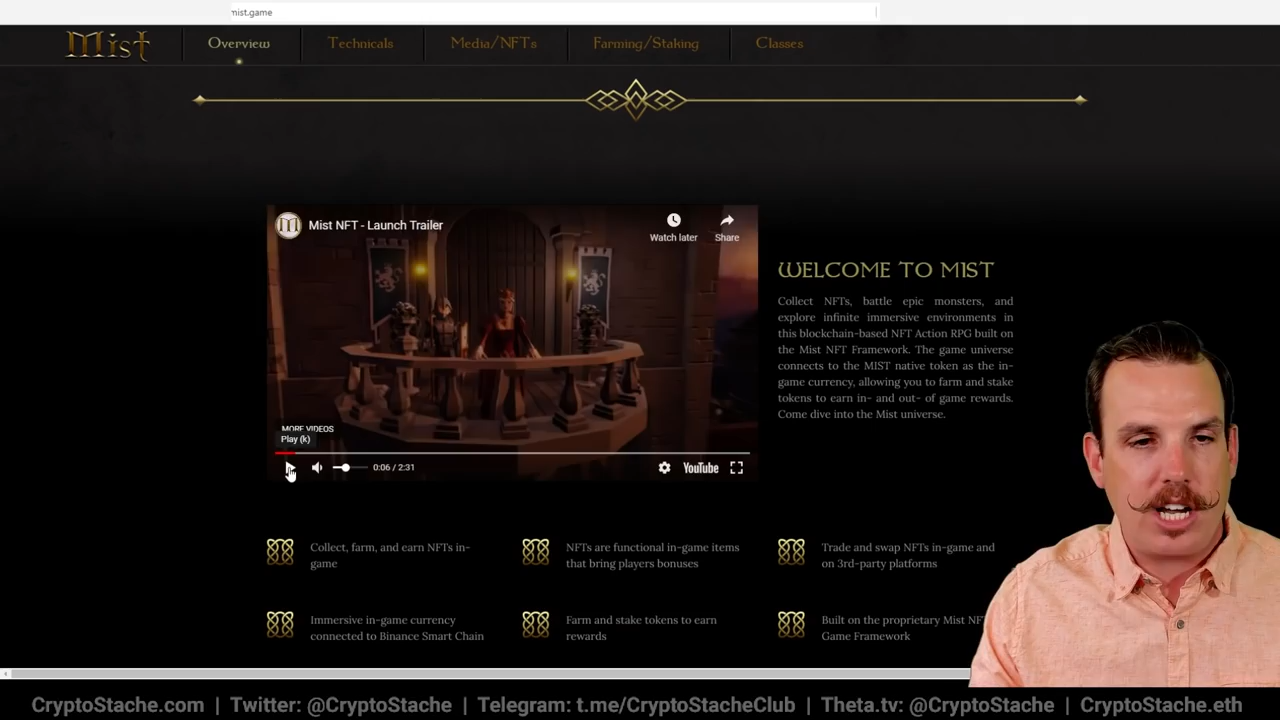 mist.game
Mist
Overview
Technicals
Media/NFTs
Farming/Staking
Classes
M
Mist NFT - Launch Trailer
Watch later
Share
MORE VIDEOS
Play (k)
0:06 / 2:31
YouTube
WELCOME TO MIST
Collect NFTs, battle epic monsters, and
explore infinite immersive environments in
this blockchain-based NFT Action RPG built on
the Mist NFT Framework. The game universe
connects to the MIST native token as the in-
game currency, allowing you to farm and stake
tokens to earn in- and out- of game rewards.
Come dive into the Mist universe.
Collect, farm, and earn NFTs in-
game
NFTs are functional in-game items
that bring players bonuses
Trade and swap NFTs in-game and
on 3rd-party platforms
Immersive in-game currency
connected to Binance Smart Chain
Farm and stake tokens to earn
rewards
Built on the proprietary Mist NF
Game Framework
CryptoStache.com | Twitter: @CryptoStache | Telegram: t.me/CryptoStacheClub | Theta.tv: @CryptoStache | CryptoStache.eth